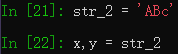 In [21]: str_2 = 'ABc'
In [22]: x,y = str_2